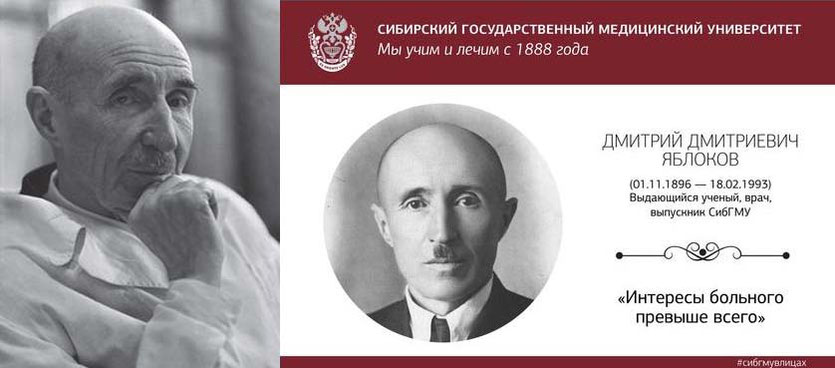 СИБИРСКИЙ ГОСУДАРСТВЕННЫЙ МЕДИЦИНСКИЙ УНИВЕРСИТЕТ
Мы учим и лечим с 1888 года
ДМИТРИЙ ДМИТРИЕВИЧ
ЯБЛОКОВ
(01.11.1896 — 18.02.1993)
Выдающийся ученый, врач,
выпускник СибГМУ
«Интересы больного
превыше всего»
#сибгмувлицах